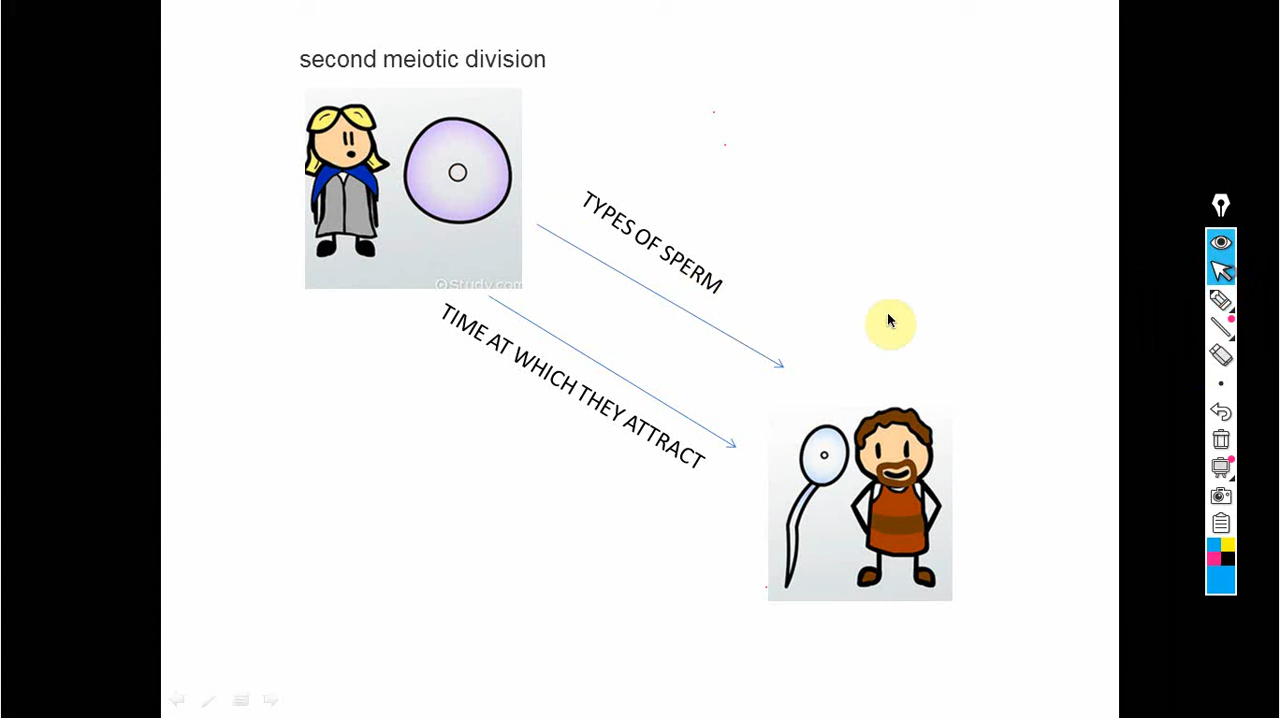 second meiotic division
Study.com
TYPES OF SPERM
TIME AT WHICH THEY ATTRACT